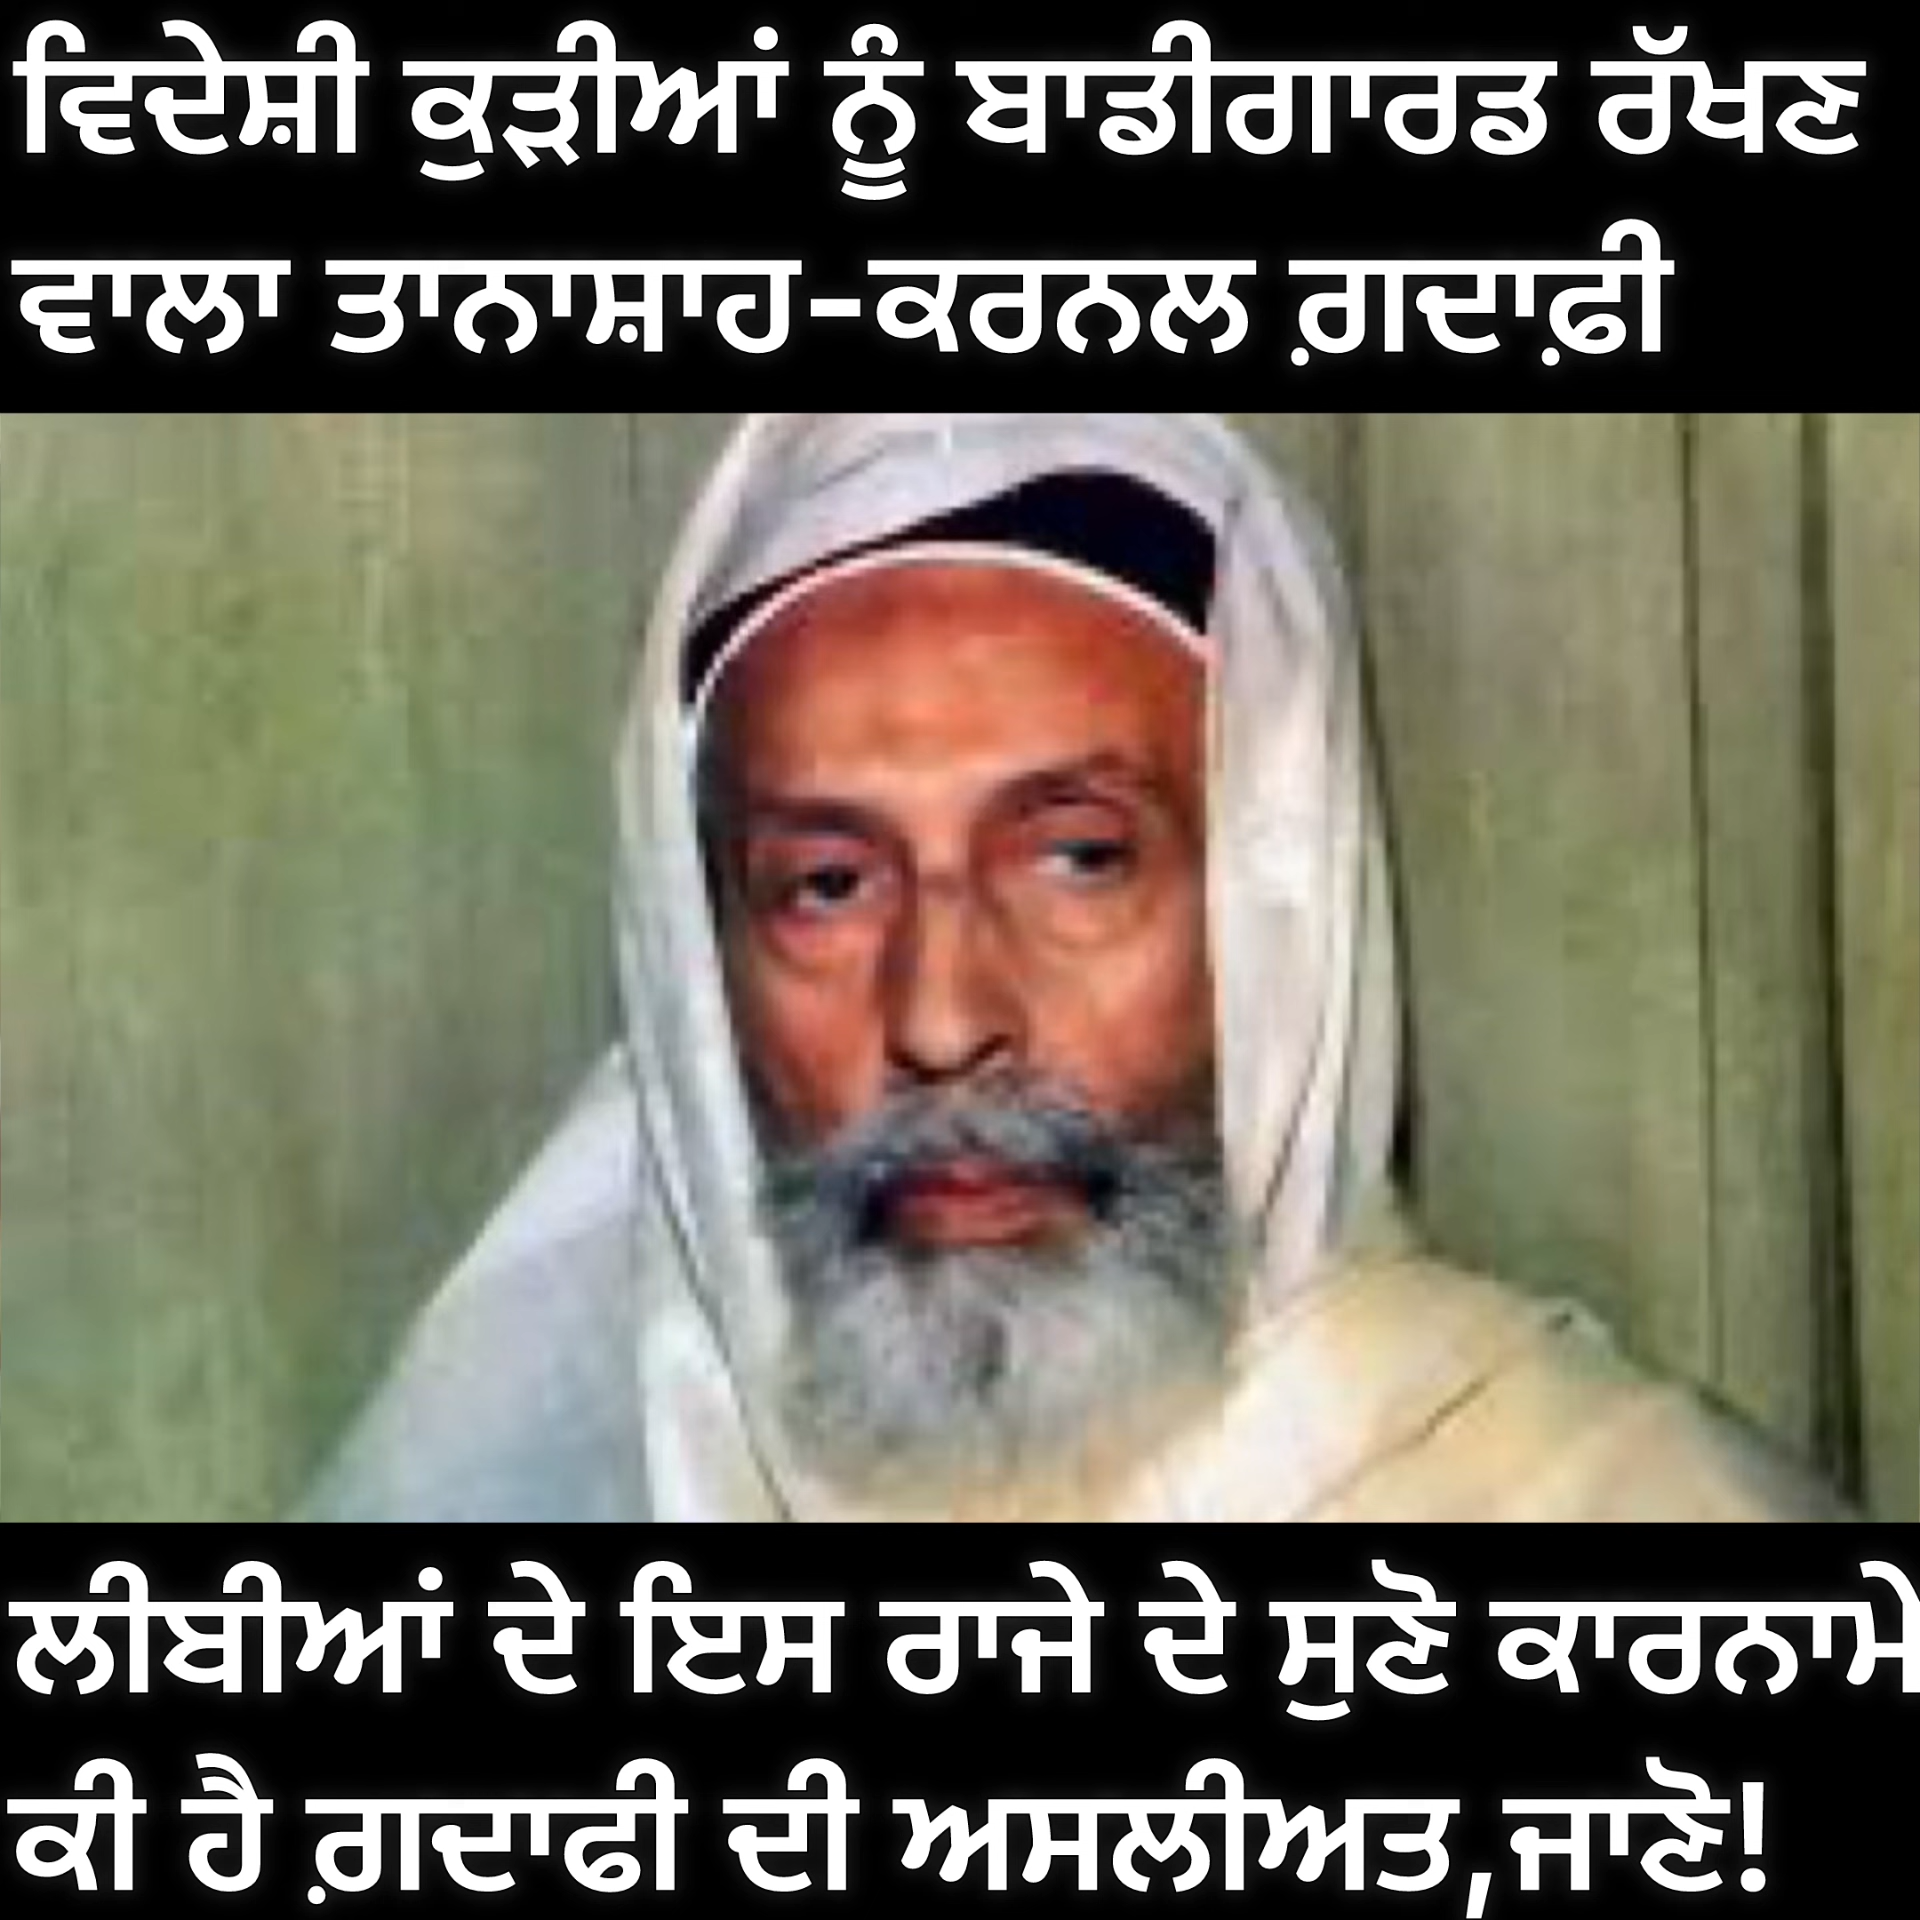 ਵਿਦੇਸ਼ੀ ਕੁੜੀਆਂ ਨੂੰ ਬਾਡੀਗਾਰਡ ਰੱਖਣ
ਵਾਲਾ ਤਾਨਾਸ਼ਾਹ-ਕਰਨਲ ਗ਼ਦਾਫ਼ੀ
ਲੀਬੀਆਂ ਦੇ ਇਸ ਰਾਜੇ ਦੇ ਸੁਣੋ ਕਾਰਨਾਮੇ
ਕੀ ਹੈ ਗ਼ਦਾਫੀ ਦੀ ਅਸਲੀਅਤ,ਜਾਣੋ!